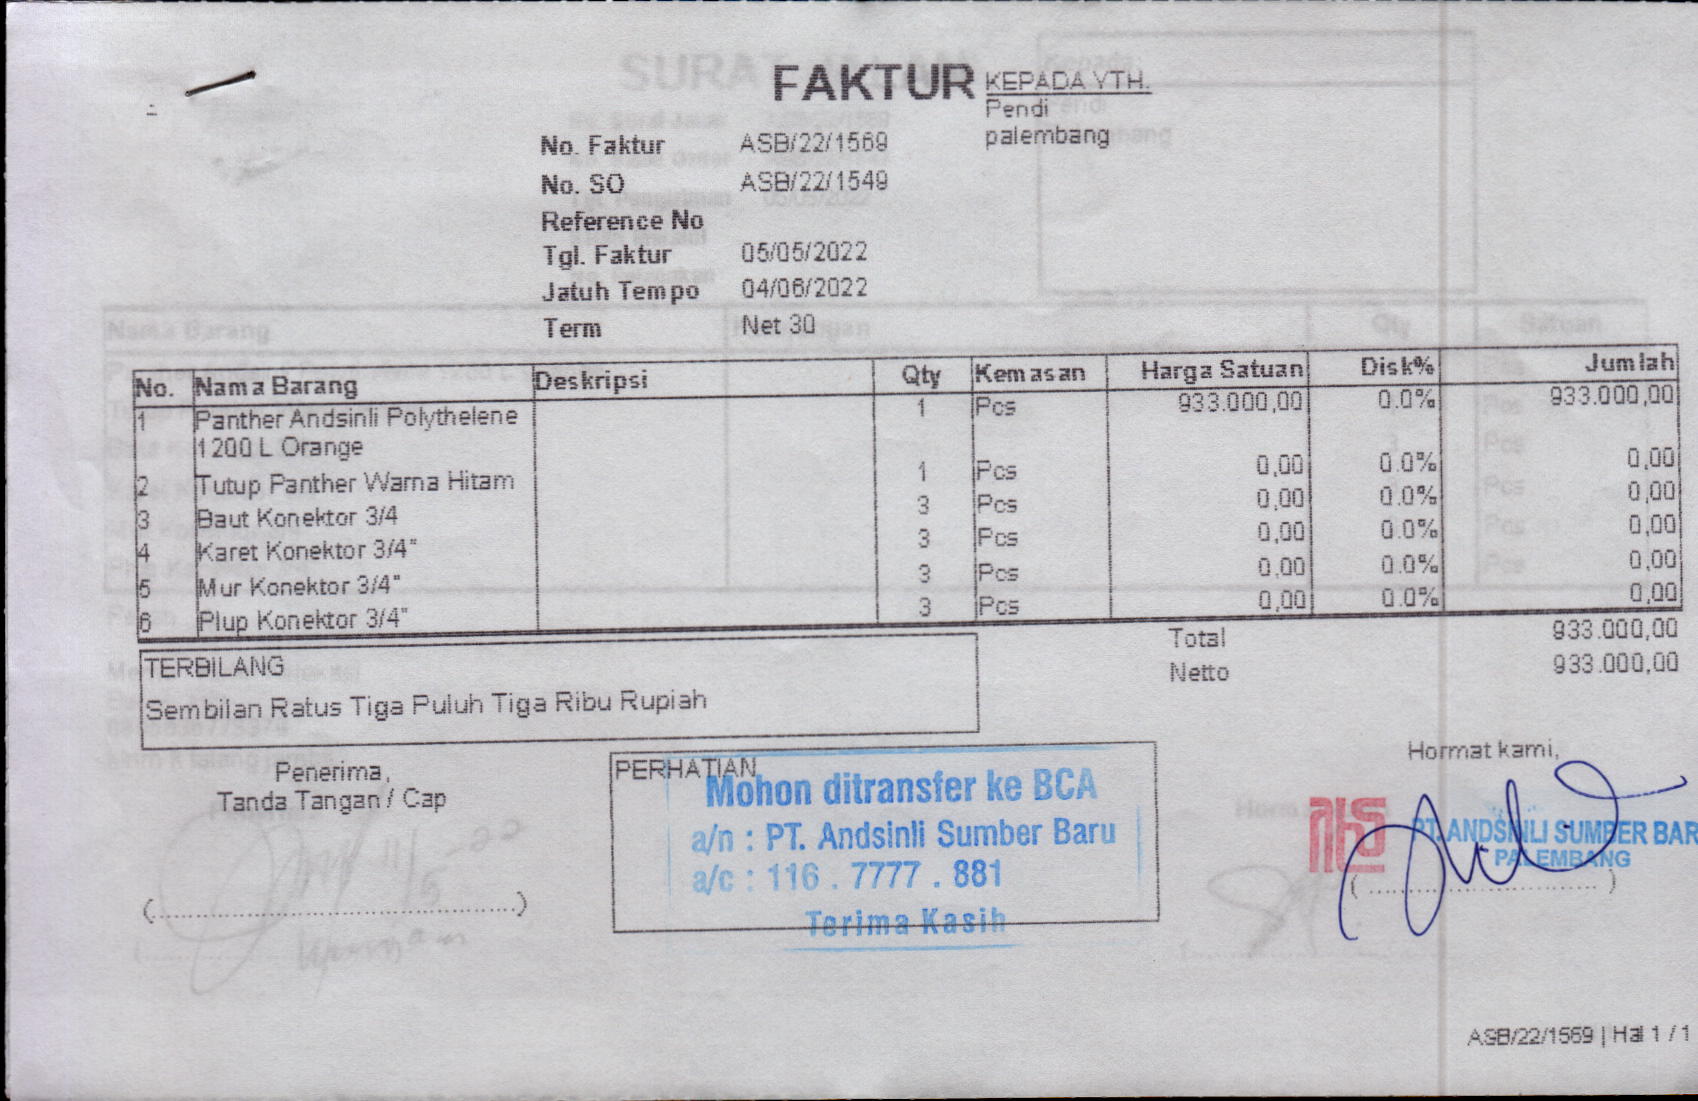 FAKTUR
KEPADA YTH.
Pendi
palembang
No. Faktur ASB/22/1569
No. SO ASB/22/1549
Reference No
Tgl. Faktur 05/05/2022
Jatuh Tempo 04/06/2022
Term Net 30
No. Nama Barang Deskripsi Qty Kemasan Harga Satuan Disk% Jumlah
1 Panther Andsinli Polythelene 1 Pcs 933.000,00 0.0% 933.000,00
1200 L Orange
2 Tutup Panther Warna Hitam 1 Pcs 0,00 0.0% 0,00
3 Baut Konektor 3/4 3 Pcs 0,00 0.0% 0,00
4 Karet Konektor 3/4" 3 Pcs 0,00 0.0% 0,00
5 Mur Konektor 3/4" 3 Pcs 0,00 0.0% 0,00
6 Plup Konektor 3/4" 3 Pcs 0,00 0.0% 0,00
Total 933.000,00
Netto 933.000,00
TERBILANG
Sembilan Ratus Tiga Puluh Tiga Ribu Rupiah
Penerima,
Tanda Tangan / Cap
(....................)
PERHATIAN
Mohon ditransfer ke BCA
a/n : PT. Andsinli Sumber Baru
a/c : 116 . 7777 . 881
Terima Kasih
Hormat kami,
PT. ANDSINLI SUMBER BAR
PALEMBANG
(....................)
ASB/22/1569 | Hal 1 / 1